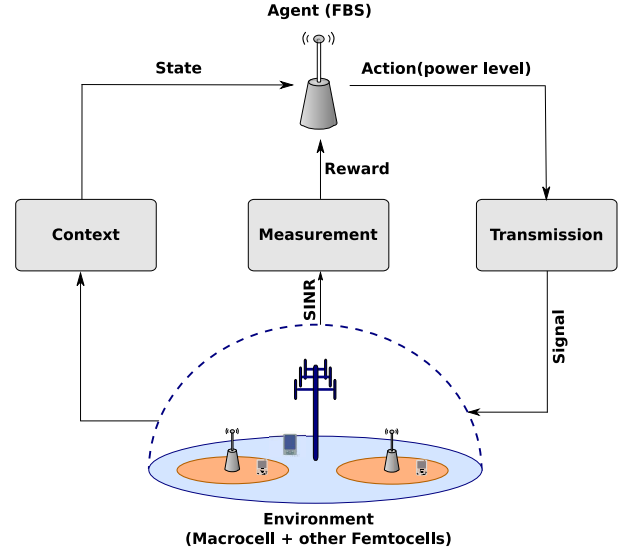 Agent (FBS)
State
Action(power level)
Reward
Context
Measurement
Transmission
SINR
Signal
Environment
(Macrocell + other Femtocells)